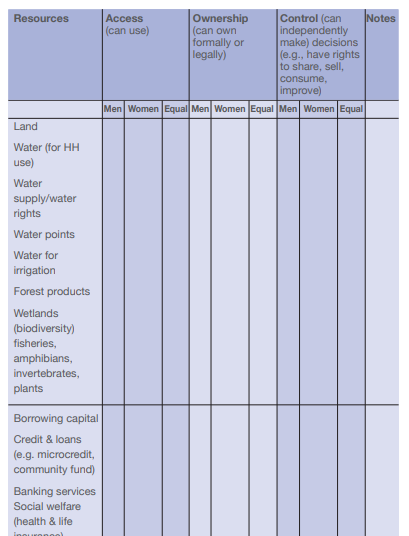 Resources Access Ownership Control (can Notes
(can use) (can own independently
formally or make) decisions
legally) (e.g., have rights
to share, sell,
consume,
improve)
Men Women Equal Men Women Equal Men Women Equal
Land
Water (for HH
use)
Water
supply/water
rights
Water points
Water for
irrigation
Forest products
Wetlands
(biodiversity)
fisheries,
amphibians,
invertebrates,
plants
Borrowing capital
Credit & loans
(e.g. microcredit,
community fund)
Banking services
Social welfare
(health & life
insurance)